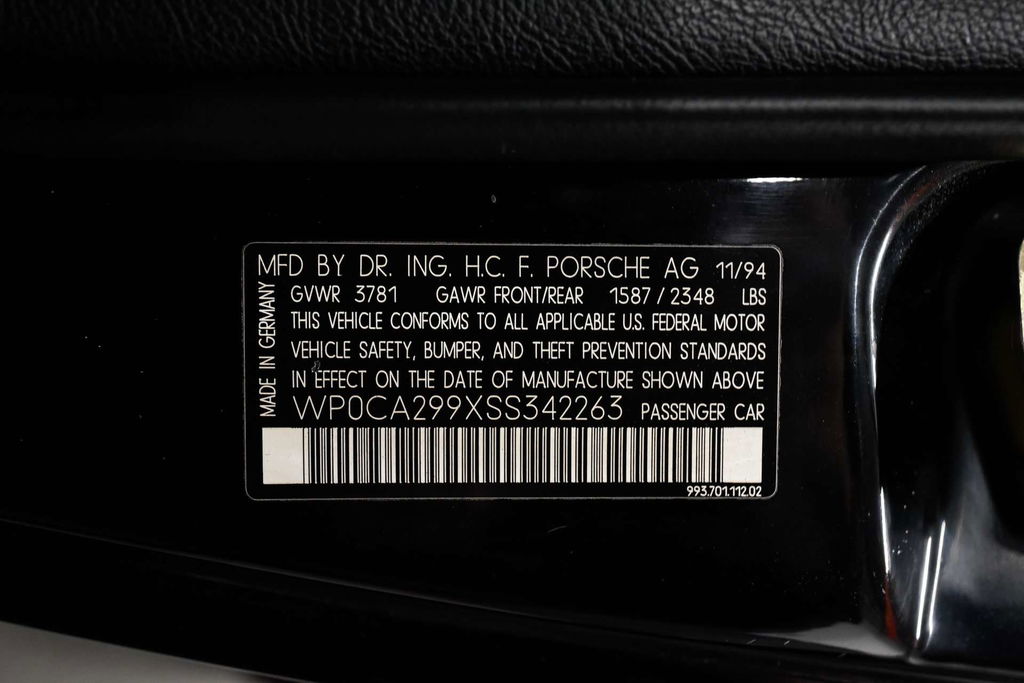 MFD BY DR. ING. H.C. F. PORSCHE AG 11/94
GVWR 3781 GAWR FRONT/REAR 1587 / 2348 LBS
THIS VEHICLE CONFORMS TO ALL APPLICABLE U.S. FEDERAL MOTOR
VEHICLE SAFETY, BUMPER, AND THEFT PREVENTION STANDARDS
IN EFFECT ON THE DATE OF MANUFACTURE SHOWN ABOVE
WP0CA299XSS342263 PASSENGER CAR
MADE IN GERMANY
993.701.112.02